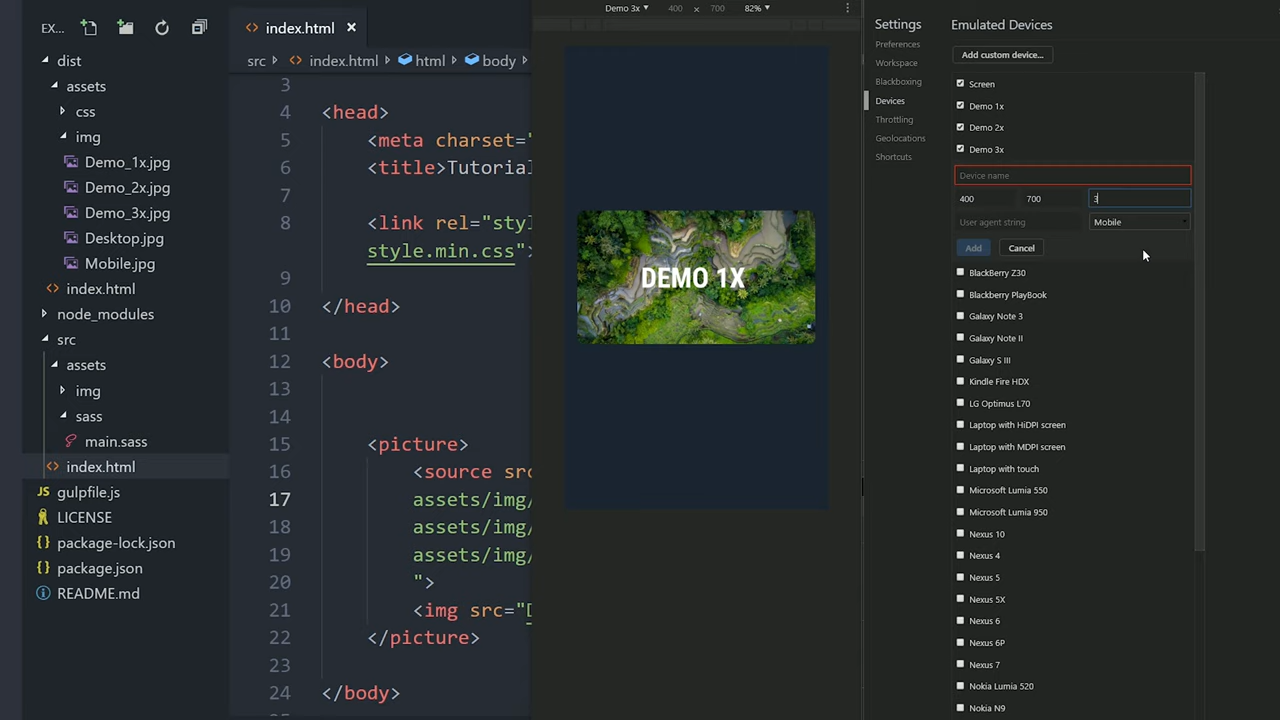 EX...
dist
assets
css
img
Demo_1x.jpg
Demo_2x.jpg
Demo_3x.jpg
Desktop.jpg
Mobile.jpg
index.html
node_modules
src
assets
img
sass
main.sass
index.html
gulpfile.js
LICENSE
package-lock.json
package.json
README.md
index.html
src > index.html > html > body >
3
4 <head>
5 <meta charset="
6 <title>Tutorial
7
8 <link rel="styl
style.min.css">
9
10 </head>
11
12 <body>
13
14
15 <picture>
16 <source src
17 assets/img/
18 assets/img/
19 assets/img/
20 ">
21 <img src="D
22 </picture>
23
24 </body>
Demo 3x 400 × 700 82%
DEMO 1X
Settings
Preferences
Workspace
Blackboxing
Devices
Throttling
Geolocations
Shortcuts
Emulated Devices
Add custom device...
Screen
Demo 1x
Demo 2x
Demo 3x
Device name
400 700 3
User agent string Mobile
Add Cancel
BlackBerry Z30
Blackberry PlayBook
Galaxy Note 3
Galaxy Note II
Galaxy S III
Kindle Fire HDX
LG Optimus L70
Laptop with HiDPI screen
Laptop with MDPI screen
Laptop with touch
Microsoft Lumia 550
Microsoft Lumia 950
Nexus 10
Nexus 4
Nexus 5
Nexus 5X
Nexus 6
Nexus 6P
Nexus 7
Nokia Lumia 520
Nokia N9